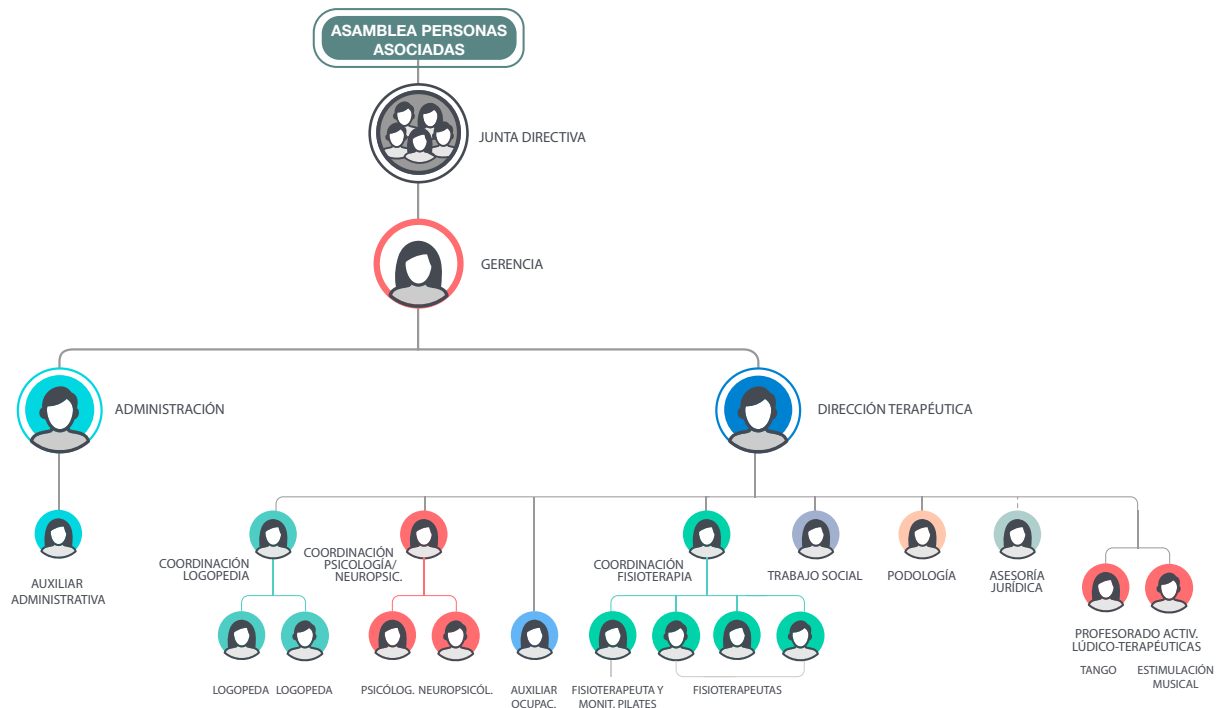 ASAMBLEA PERSONAS
ASOCIADAS
JUNTA DIRECTIVA
GERENCIA
ADMINISTRACIÓN
DIRECCIÓN TERAPÉUTICA
AUXILIAR
ADMINISTRATIVA
COORDINACIÓN
LOGOPEDIA
COORDINACIÓN
PSICOLOGÍA/
NEUROPSIC.
COORDINACIÓN
FISIOTERAPIA
TRABAJO SOCIAL
PODOLOGÍA
ASESORÍA
JURÍDICA
PROFESORADO ACTIV.
LÚDICO-TERAPÉUTICAS
TANGO
ESTIMULACIÓN
MUSICAL
LOGOPEDA
LOGOPEDA
PSICÓLOG.
NEUROPSICÓL.
AUXILIAR
OCUPAC.
FISIOTERAPEUTA Y
MONIT. PILATES
FISIOTERAPEUTAS